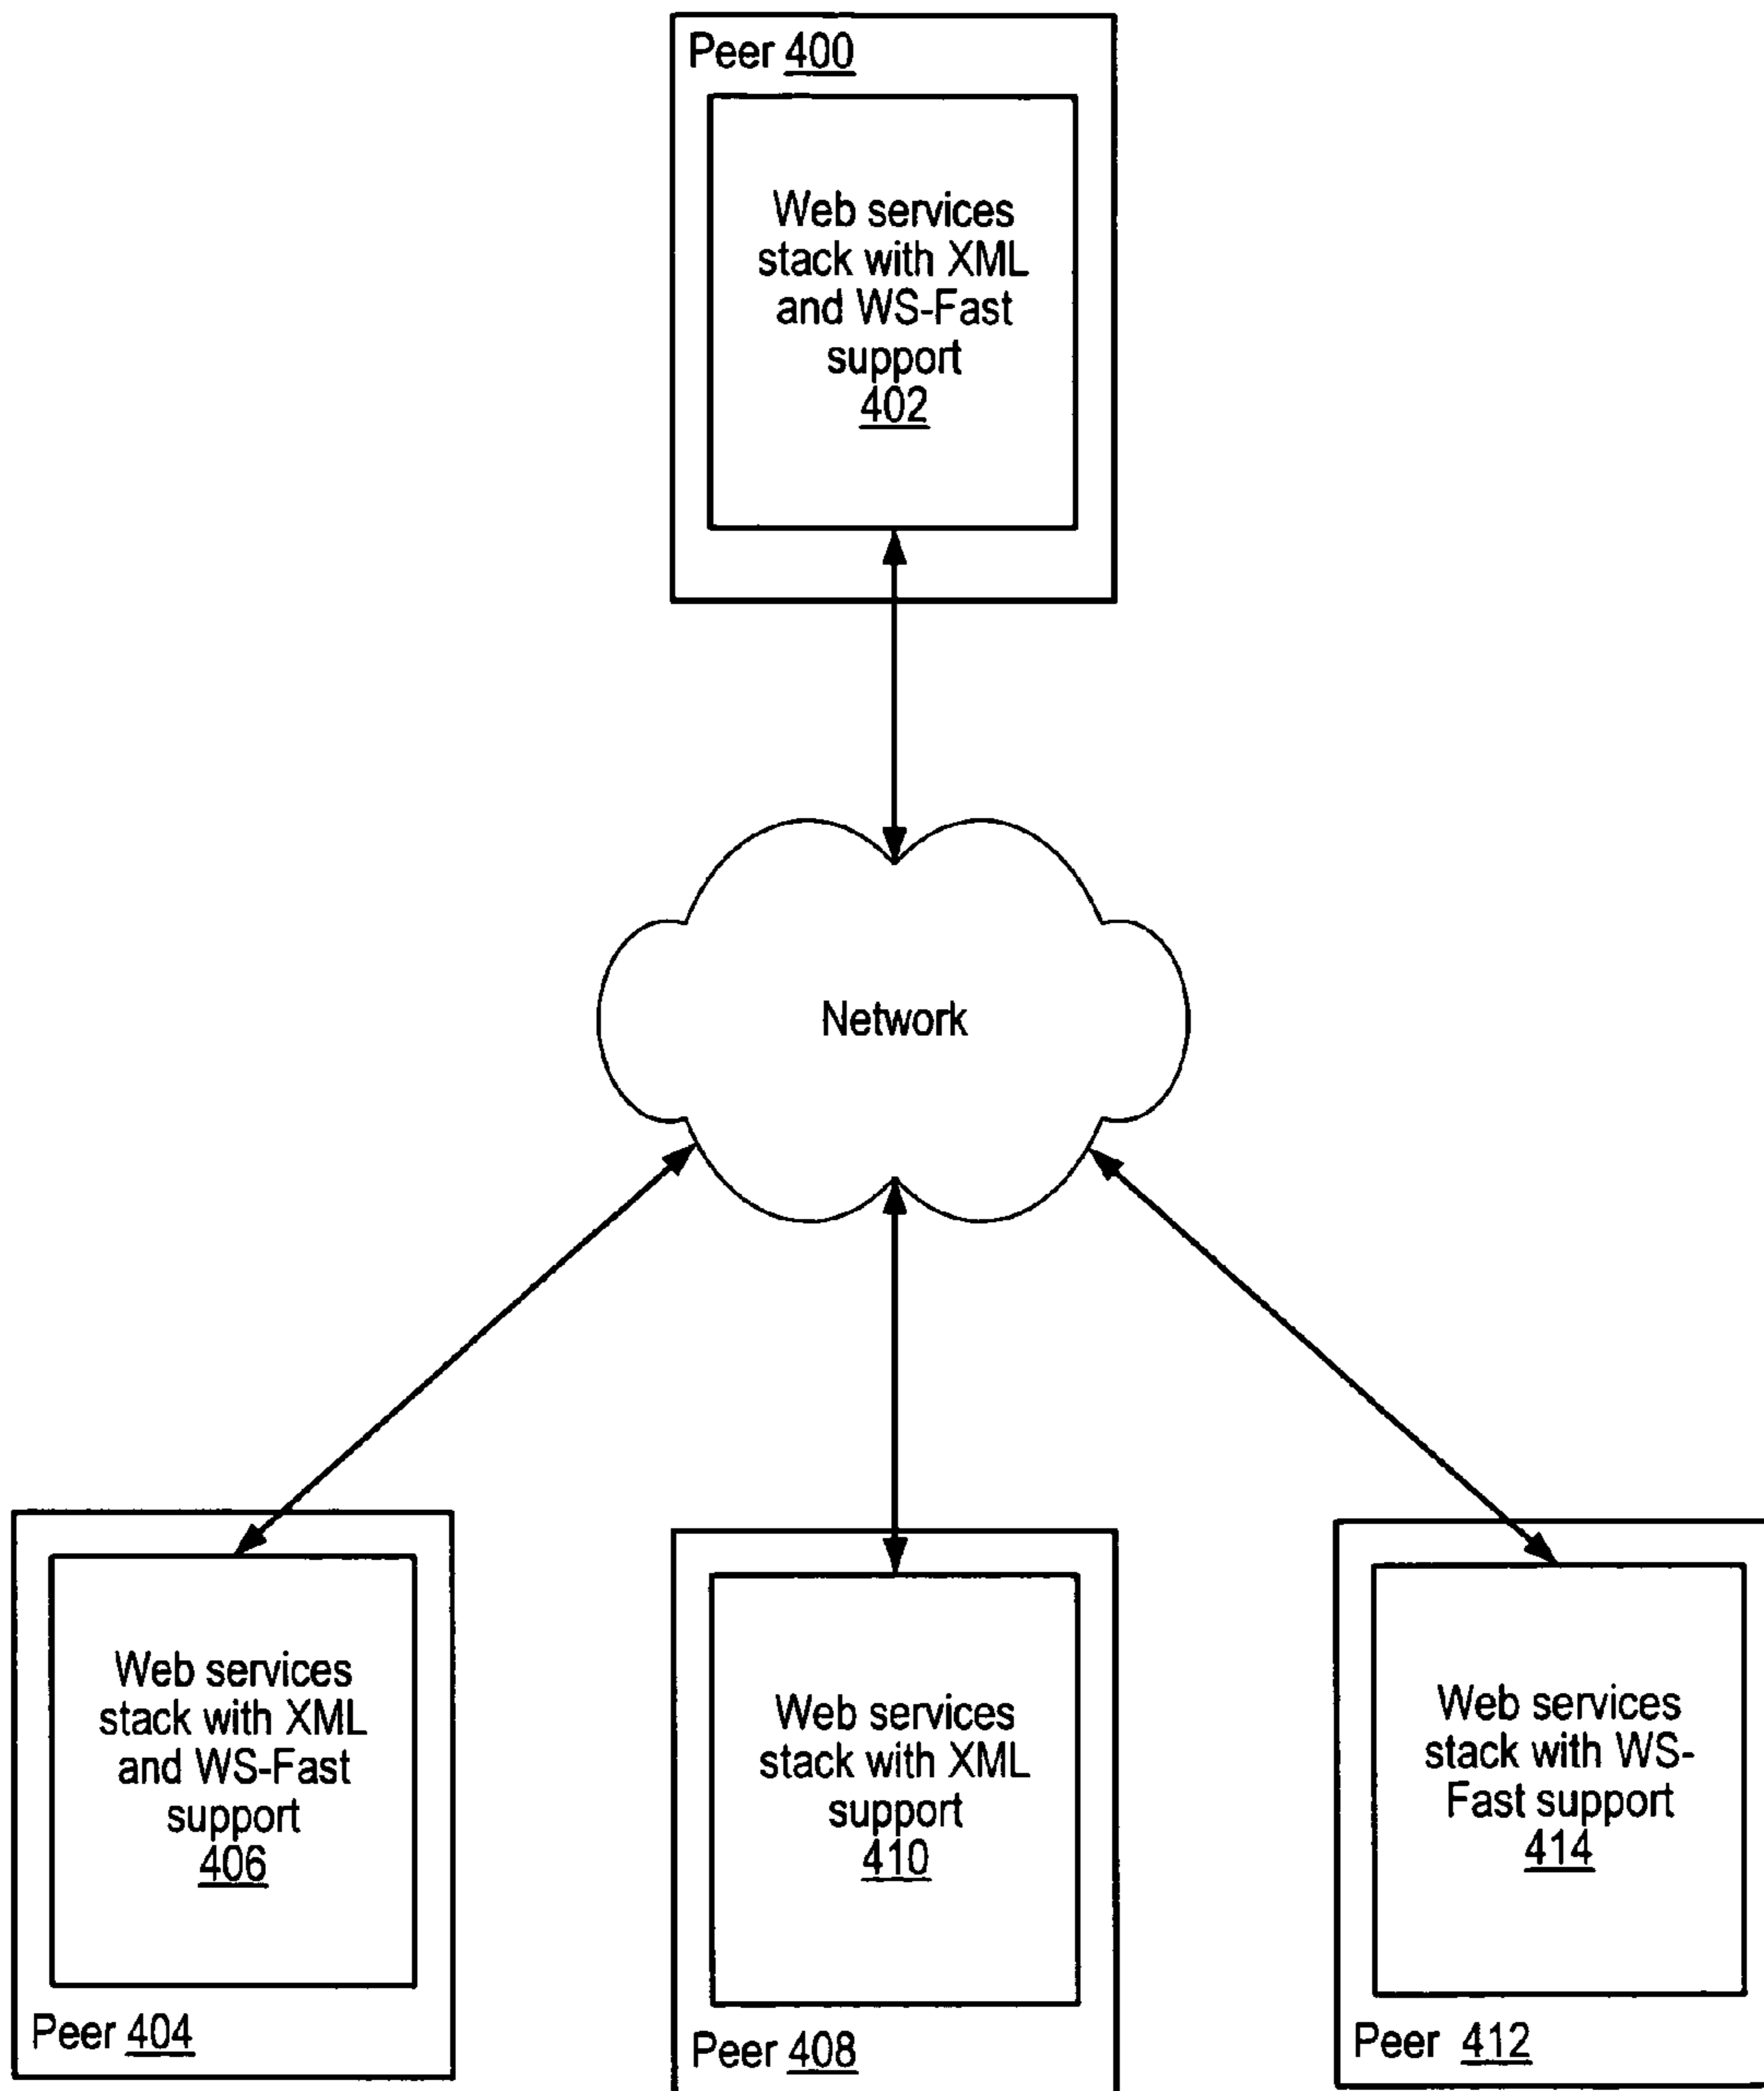 Peer 400
Web services
stack with XML
and WS-Fast
support
402
Network
Web services
stack with XML
and WS-Fast
support
406
Peer 404
Web services
stack with XML
support
410
Peer 408
Web services
stack with WS-
Fast support
414
Peer 412